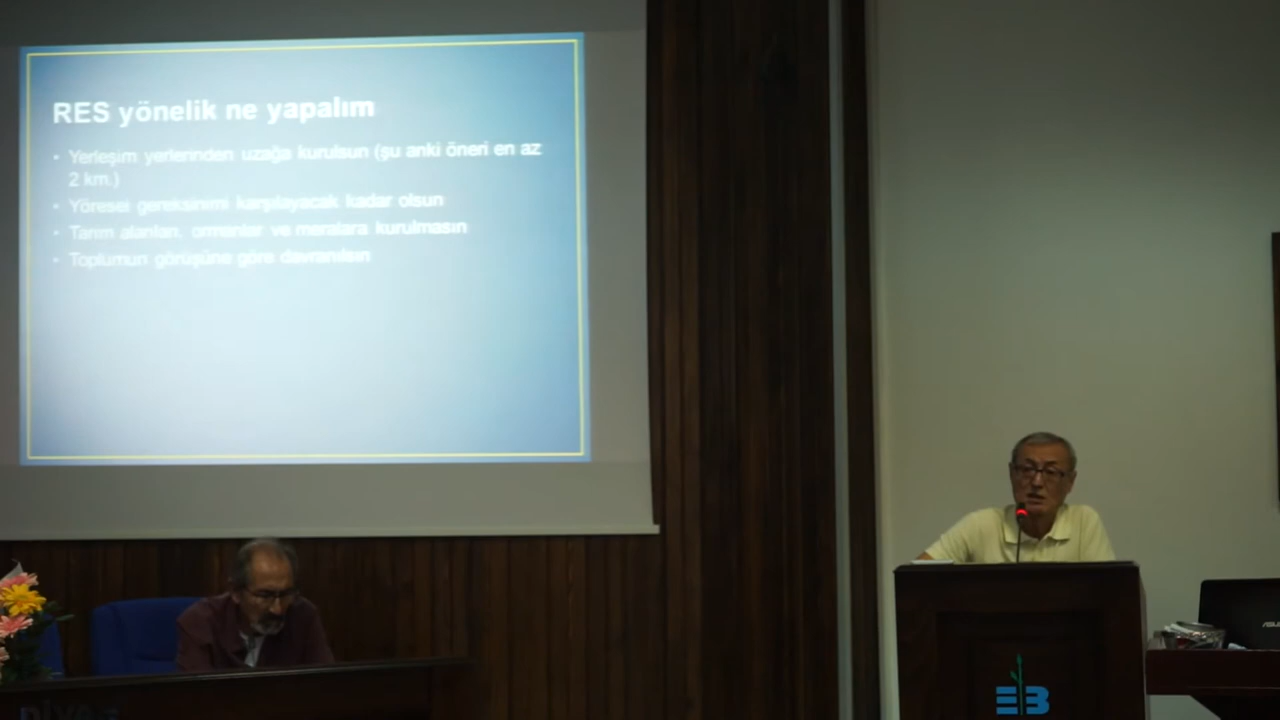 RES yönelik ne yapalım
• Yerleşim yerlerinden uzağa kurulsun (şu anki öneri en az
2 km.)
• Yöresel gereksinimi karşılayacak kadar olsun
• Tarım alanları, ormanlar ve meralara kurulmasın
• Toplumun görüşüne göre davranılsın
ASUS